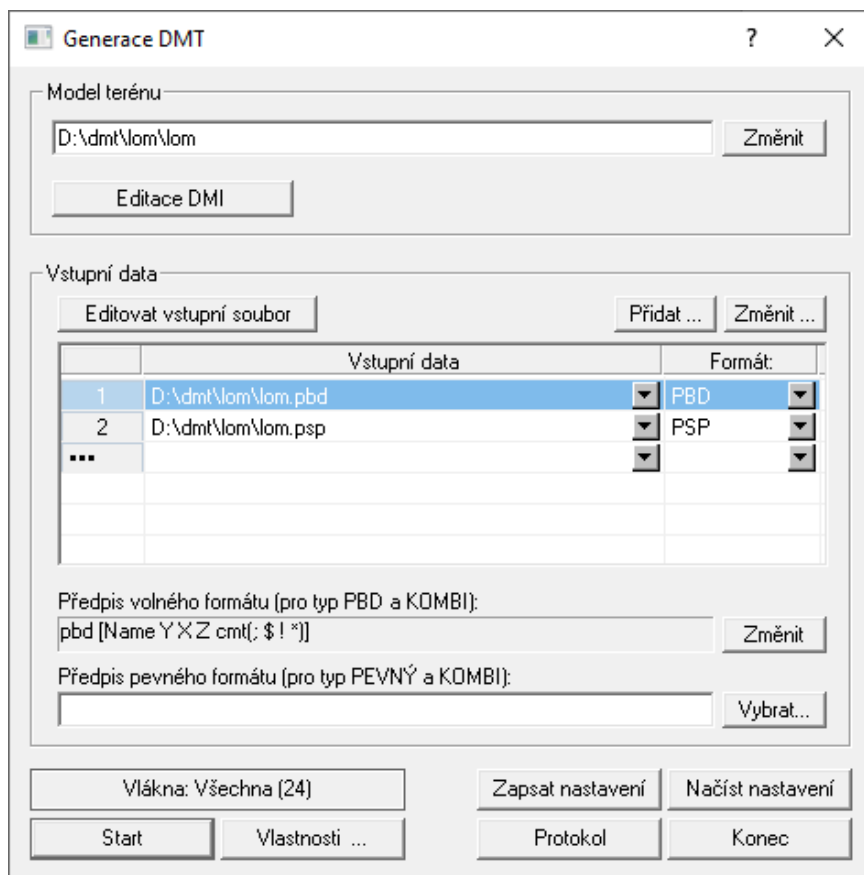 Generace DMT ?
Model terénu
D:\dmt\lom\lom Změnit
Editace DMI
Vstupní data
Editovat vstupní soubor Přidat ... Změnit ...
Vstupní data Formát:
1 D:\dmt\lom\lom.pbd PBD
2 D:\dmt\lom\lom.psp PSP
...
Předpis volného formátu (pro typ PBD a KOMBI):
pbd [Name Y X Z cmt(; $ ! *)] Změnit
Předpis pevného formátu (pro typ PEVNÝ a KOMBI):
Vybrat...
Vlákna: Všechna (24) Zapsat nastavení Načíst nastavení
Start Vlastnosti ... Protokol Konec